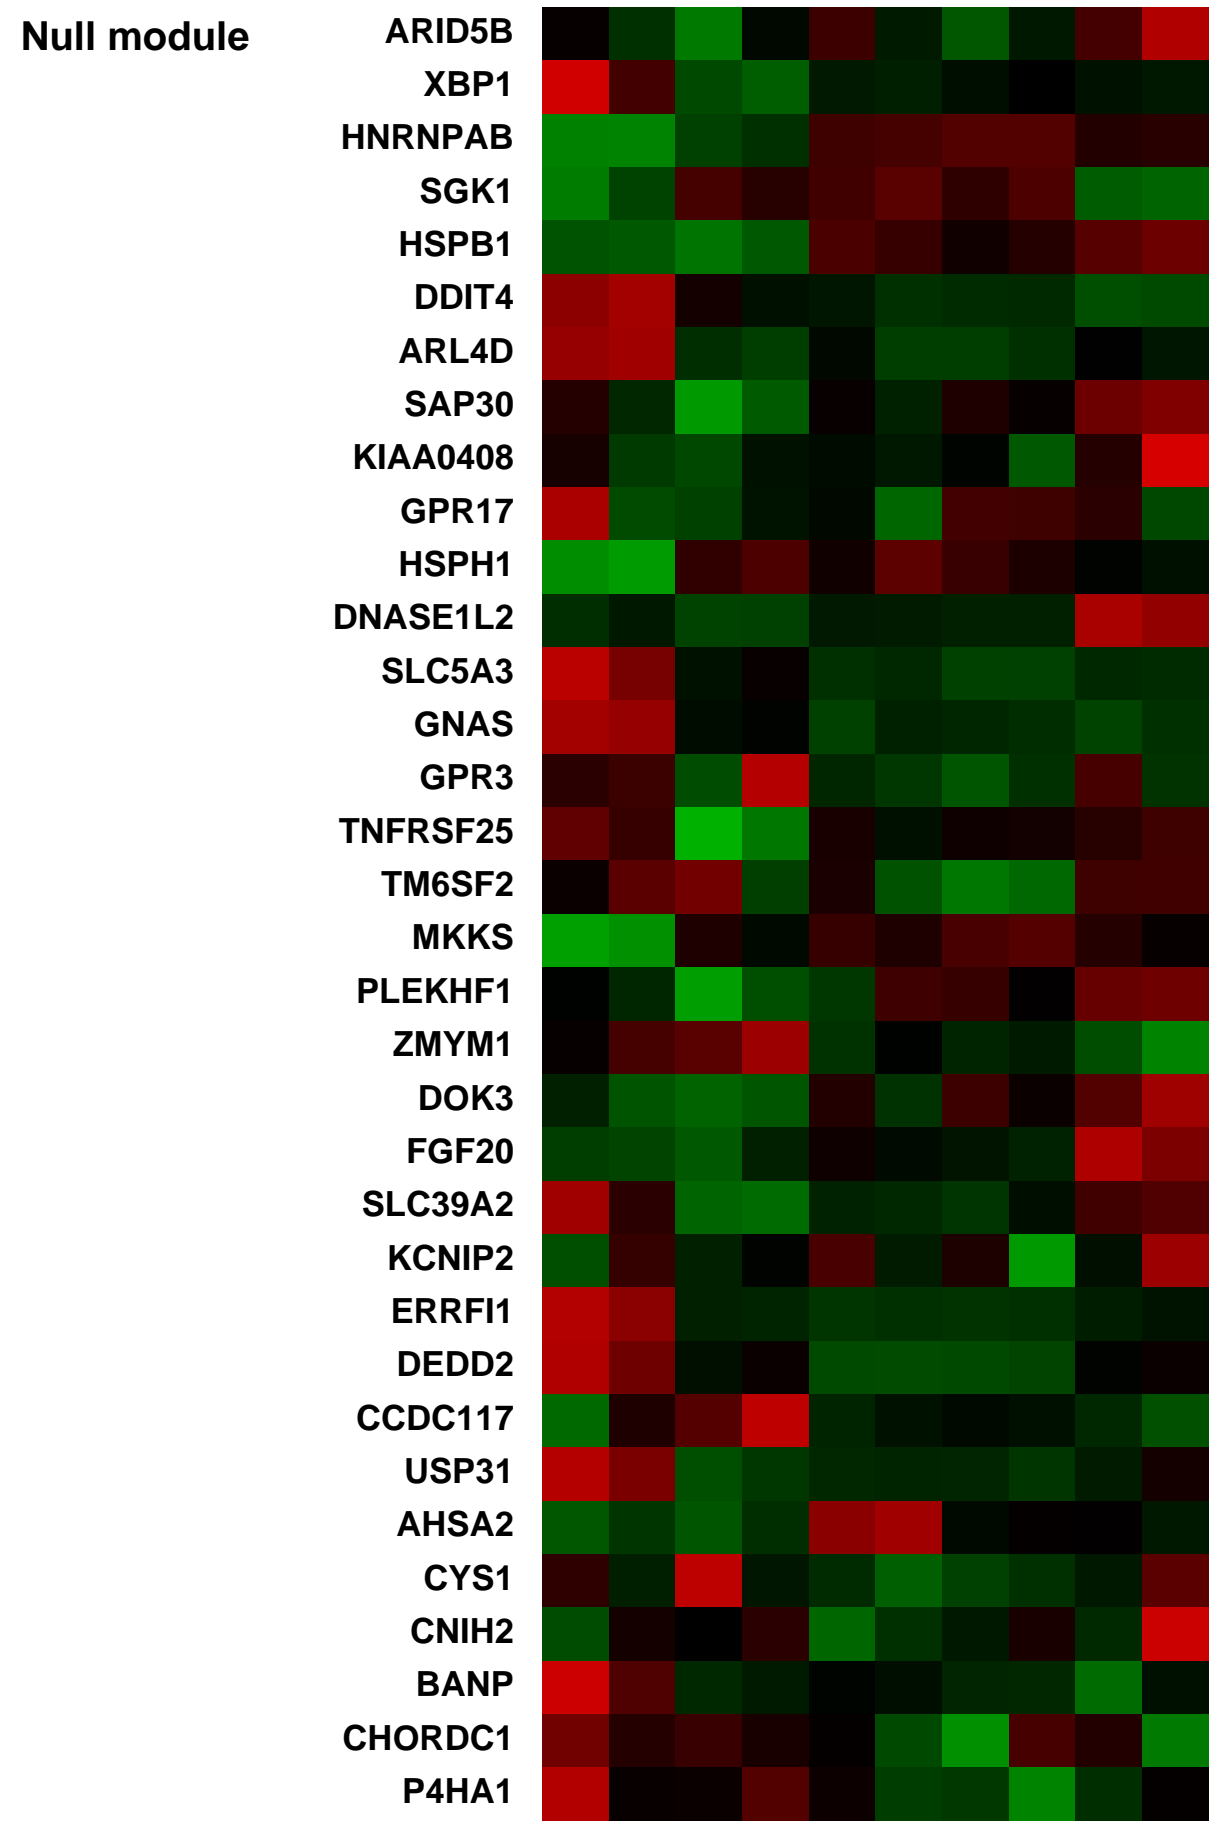 Null module
ARID5B
XBP1
HNRNPAB
SGK1
HSPB1
DDIT4
ARL4D
SAP30
KIAA0408
GPR17
HSPH1
DNASE1L2
SLC5A3
GNAS
GPR3
TNFRSF25
TM6SF2
MKKS
PLEKHF1
ZMYM1
DOK3
FGF20
SLC39A2
KCNIP2
ERRFI1
DEDD2
CCDC117
USP31
AHSA2
CYS1
CNIH2
BANP
CHORDC1
P4HA1